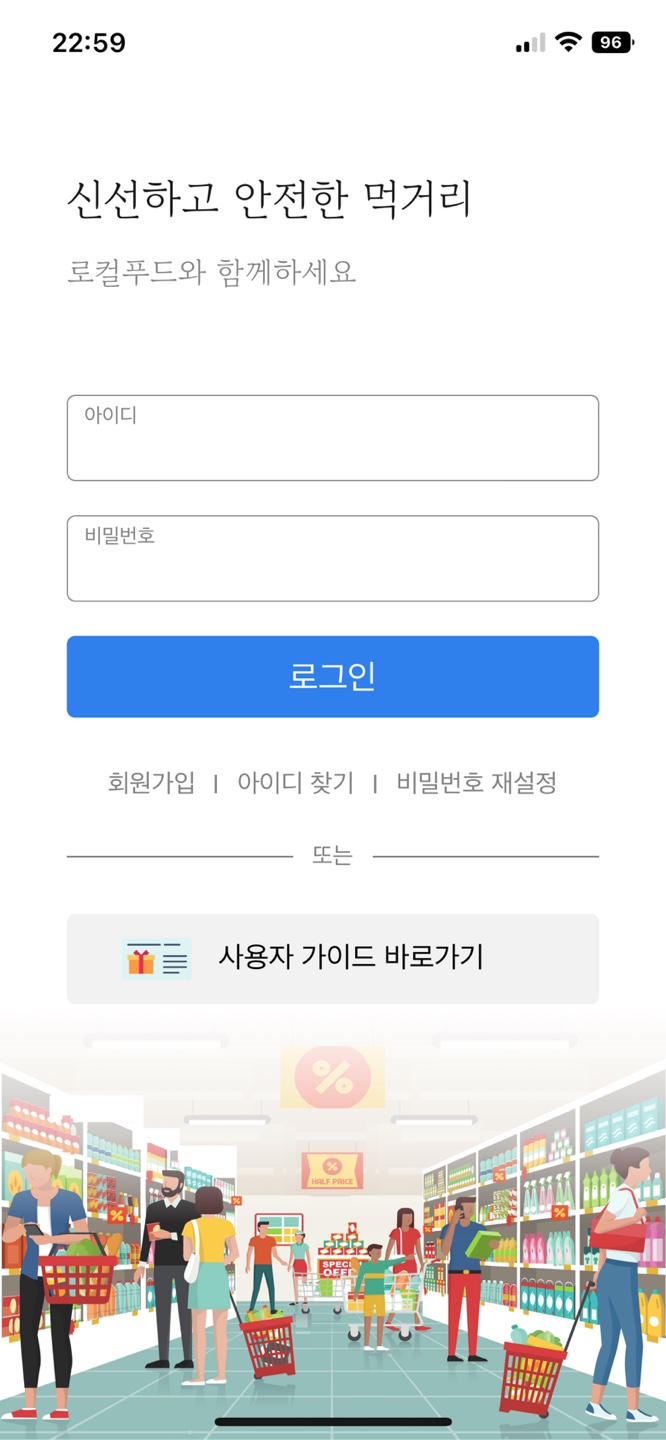 22:59
96
신선하고 안전한 먹거리
로컬푸드와 함께하세요
아이디
비밀번호
로그인
회원가입 | 아이디 찾기 | 비밀번호 재설정
또는
사용자 가이드 바로가기
%
%
HALF PRICE
%
%
%
%
SPECIAL
OFFER